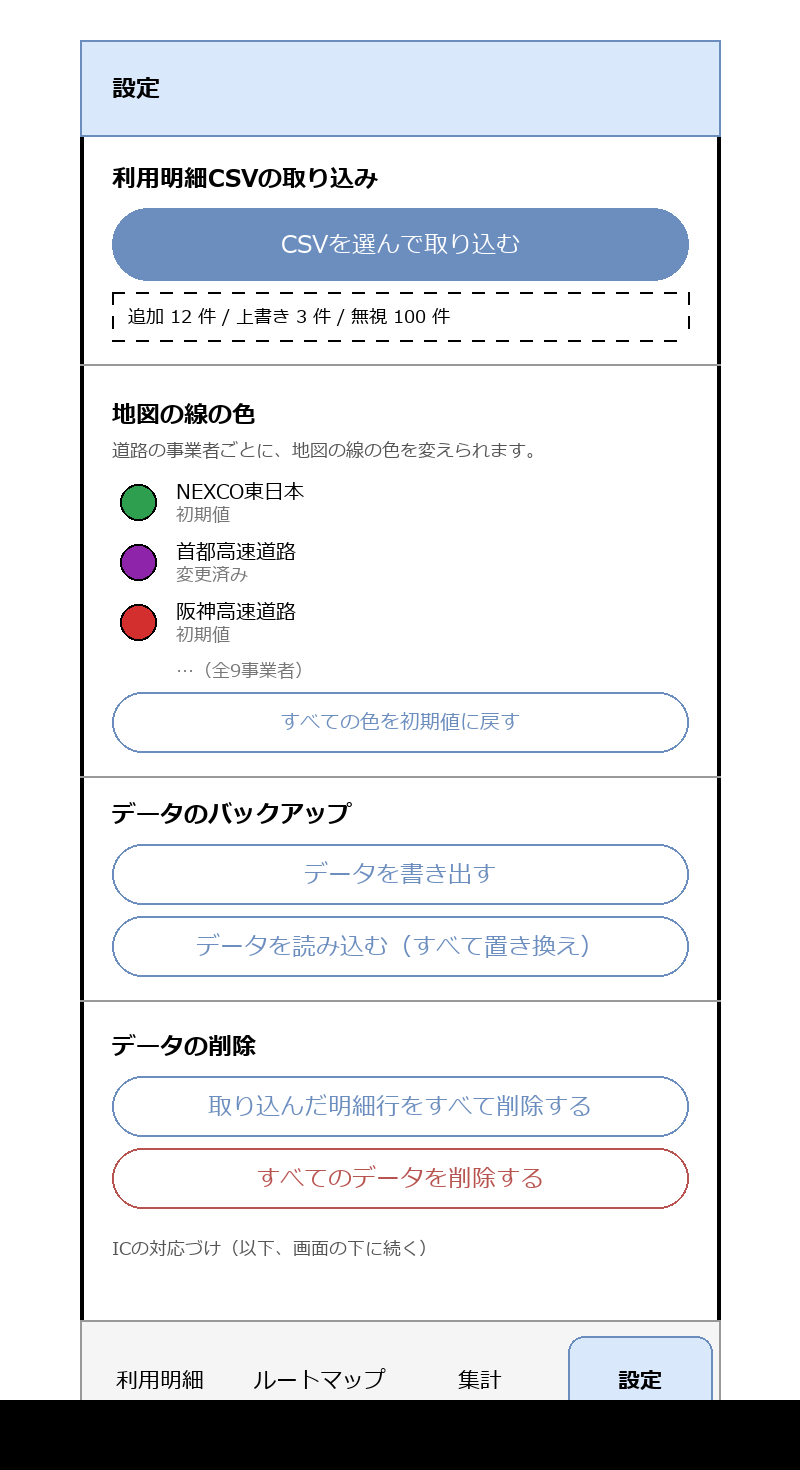 設定
利用明細CSVの取り込み
CSVを選んで取り込む
追加 12 件 / 上書き 3 件 / 無視 100 件
地図の線の色
道路の事業者ごとに、地図の線の色を変えられます。
NEXCO東日本
初期値
首都高速道路
変更済み
阪神高速道路
初期値
…（全9事業者）
すべての色を初期値に戻す
データのバックアップ
データを書き出す
データを読み込む（すべて置き換え）
データの削除
取り込んだ明細行をすべて削除する
すべてのデータを削除する
ICの対応づけ（以下、画面の下に続く）
利用明細 ルートマップ 集計 設定